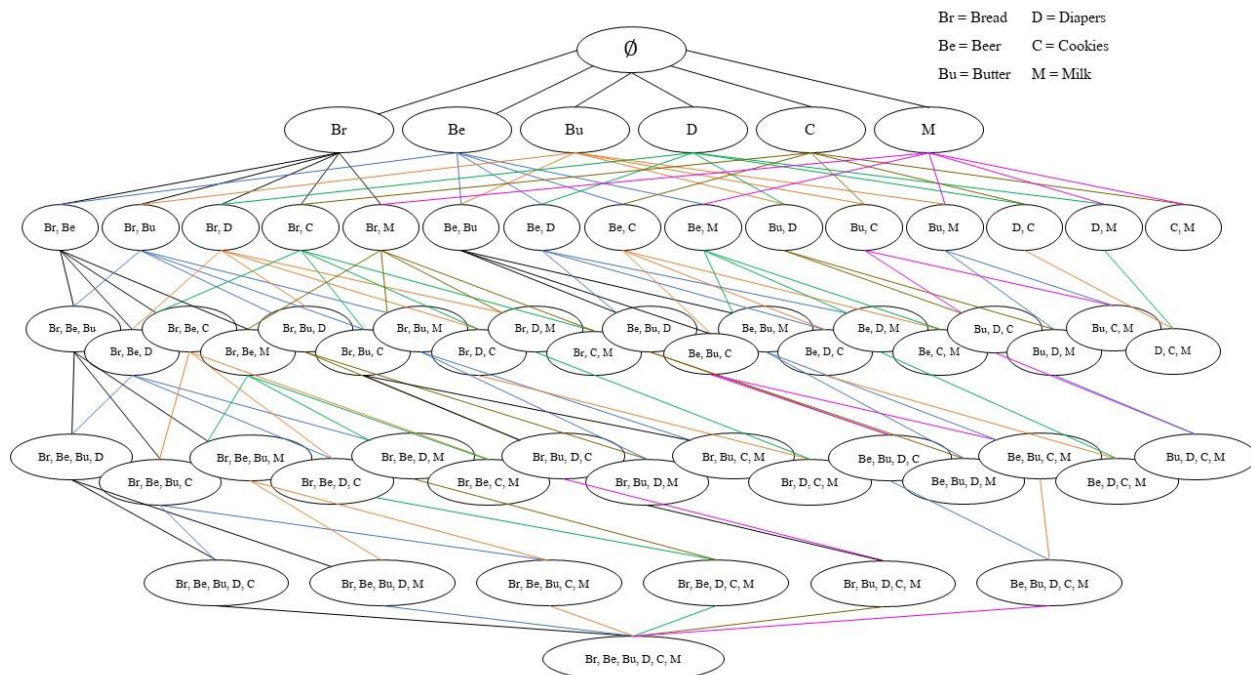 Br = Bread D = Diapers
Be = Beer C = Cookies
Bu = Butter M = Milk
Ø
Br Be Bu D C M
Br, Be Br, Bu Br, D Br, C Br, M Be, Bu Be, D Be, C Be, M Bu, D Bu, C Bu, M D, C D, M C, M
Br, Be, Bu Br, Be, C Br, Bu, D Br, Bu, M Br, D, M Be, Bu, D Be, Bu, M Be, D, M Bu, D, C Bu, C, M
Br, Be, D Br, Be, M Br, Bu, C Br, D, C Br, C, M Be, Bu, C Be, D, C Be, C, M Bu, D, M D, C, M
Br, Be, Bu, D Br, Be, Bu, M Br, Be, D, M Br, Bu, D, C Br, Bu, C, M Be, Bu, D, C Be, Bu, C, M Bu, D, C, M
Br, Be, Bu, C Br, Be, D, C Br, Be, C, M Br, Bu, D, M Br, D, C, M Be, Bu, D, M Be, D, C, M
Br, Be, Bu, D, C Br, Be, Bu, D, M Br, Be, Bu, C, M Br, Be, D, C, M Br, Bu, D, C, M Be, Bu, D, C, M
Br, Be, Bu, D, C, M